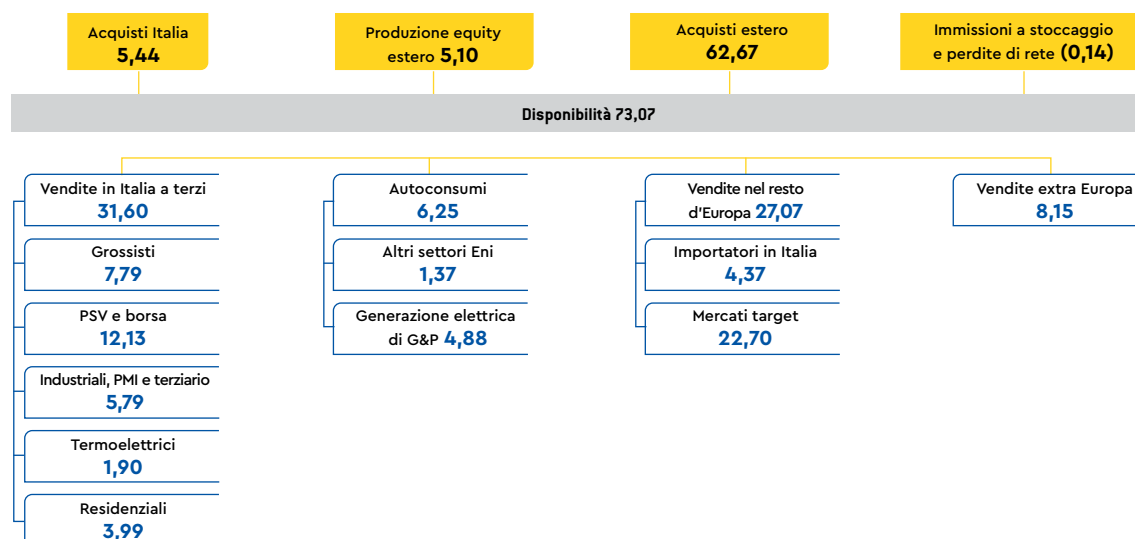 Acquisti Italia
5,44
Produzione equity
estero 5,10
Acquisti estero
62,67
Immissioni a stoccaggio
e perdite di rete (0,14)
Disponibilità 73,07
Vendite in Italia a terzi
31,60
Grossisti
7,79
PSV e borsa
12,13
Industriali, PMI e terziario
5,79
Termoelettrici
1,90
Residenziali
3,99
Autoconsumi
6,25
Altri settori Eni
1,37
Generazione elettrica
di G&P 4,88
Vendite nel resto
d'Europa 27,07
Importatori in Italia
4,37
Mercati target
22,70
Vendite extra Europa
8,15